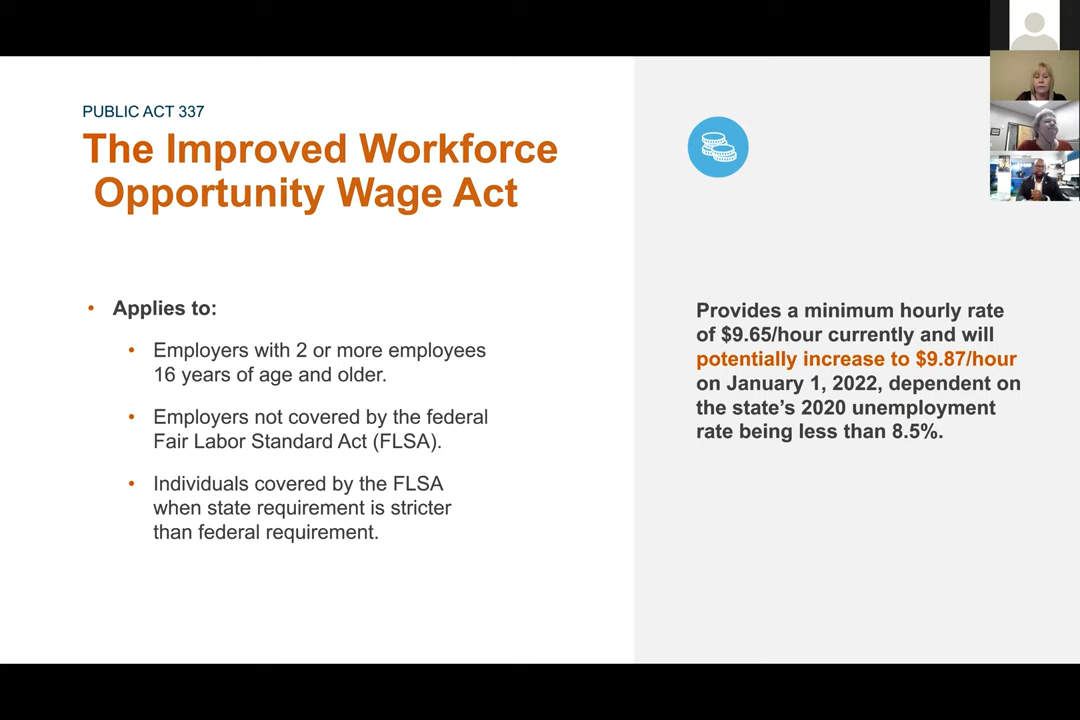 PUBLIC ACT 337
The Improved Workforce
Opportunity Wage Act
• Applies to:
• Employers with 2 or more employees
16 years of age and older.
• Employers not covered by the federal
Fair Labor Standard Act (FLSA).
• Individuals covered by the FLSA
when state requirement is stricter
than federal requirement.
Provides a minimum hourly rate
of $9.65/hour currently and will
potentially increase to $9.87/hour
on January 1, 2022, dependent on
the state’s 2020 unemployment
rate being less than 8.5%.